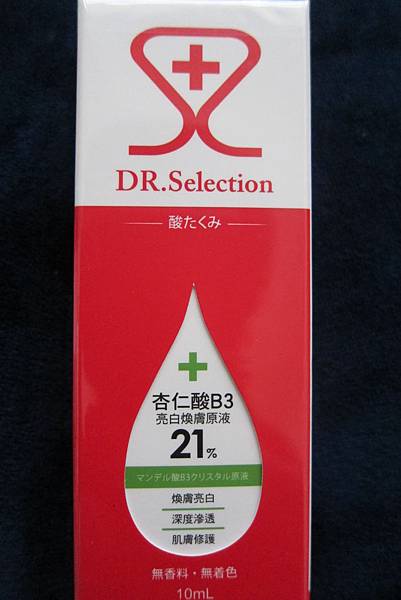 DR.Selection
酸たくみ
杏仁酸B3
亮白煥膚原液
21%
マンデル酸B3クリスタル原液
煥膚亮白
深度滲透
肌膚修護
無香料・無着色
10mL